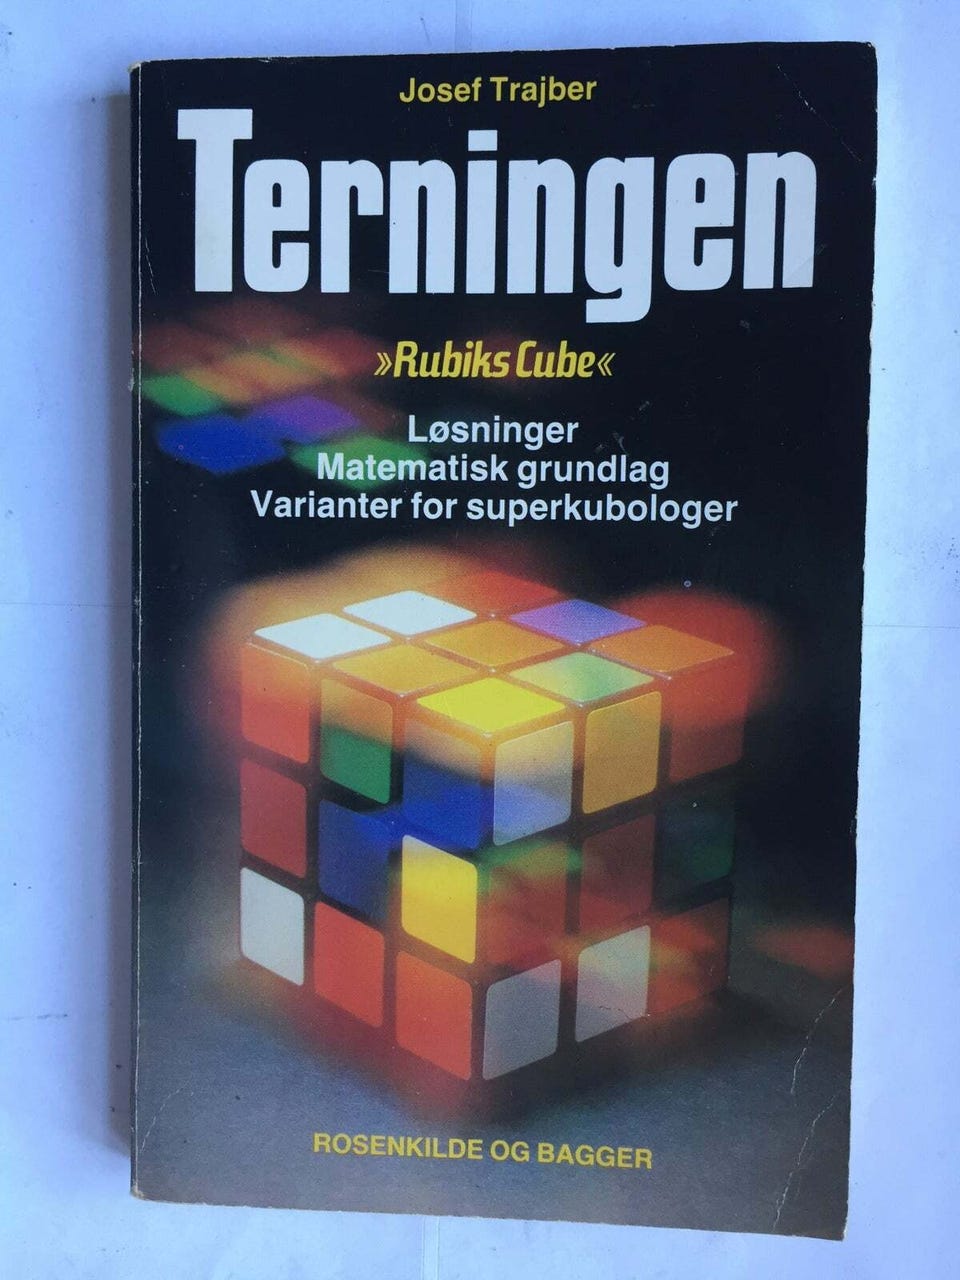 Josef Trajber
Terningen
»Rubiks Cube«
Løsninger
Matematisk grundlag
Varianter for superkubologer
ROSENKILDE OG BAGGER